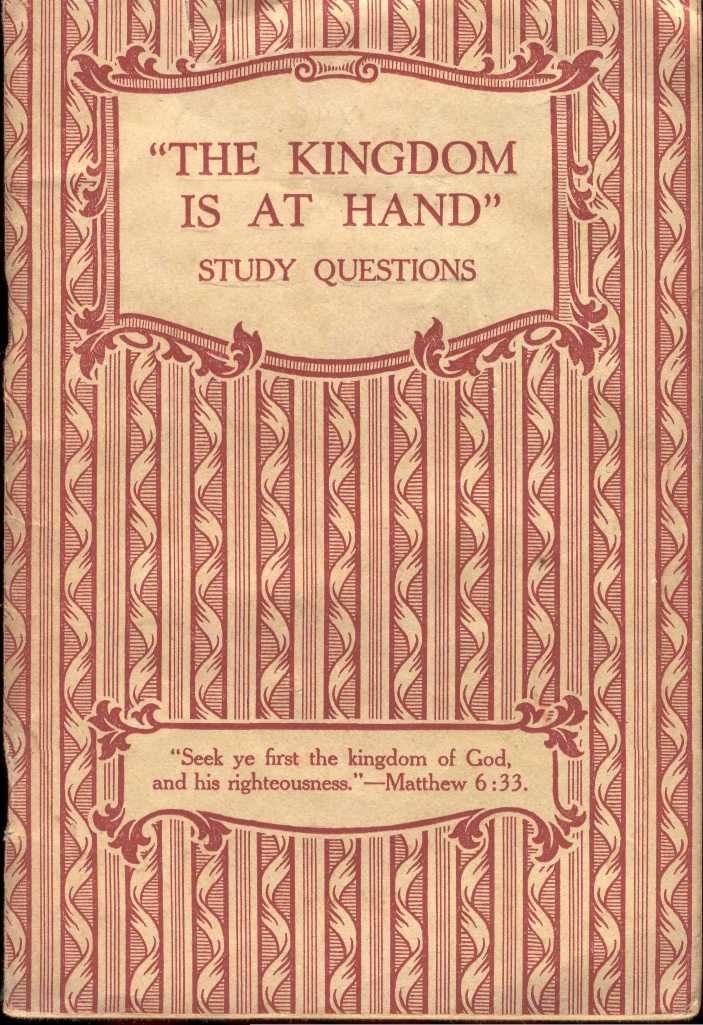 “THE KINGDOM
IS AT HAND”
STUDY QUESTIONS
“Seek ye first the kingdom of God,
and his righteousness.”—Matthew 6:33.